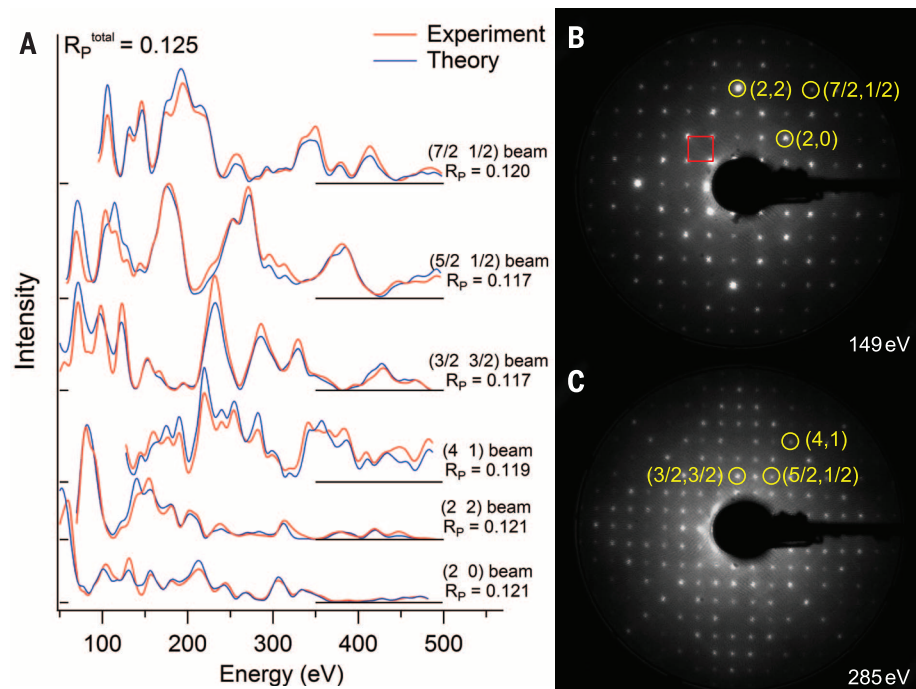 A
R_P^total = 0.125
Experiment
Theory
(7/2 1/2) beam
R_P = 0.120
(5/2 1/2) beam
R_P = 0.117
(3/2 3/2) beam
R_P = 0.117
(4 1) beam
R_P = 0.119
(2 2) beam
R_P = 0.121
(2 0) beam
R_P = 0.121
Intensity
100 200 300 400 500
Energy (eV)
B
(2,2)
(7/2,1/2)
(2,0)
149 eV
C
(4,1)
(3/2,3/2)
(5/2,1/2)
285 eV